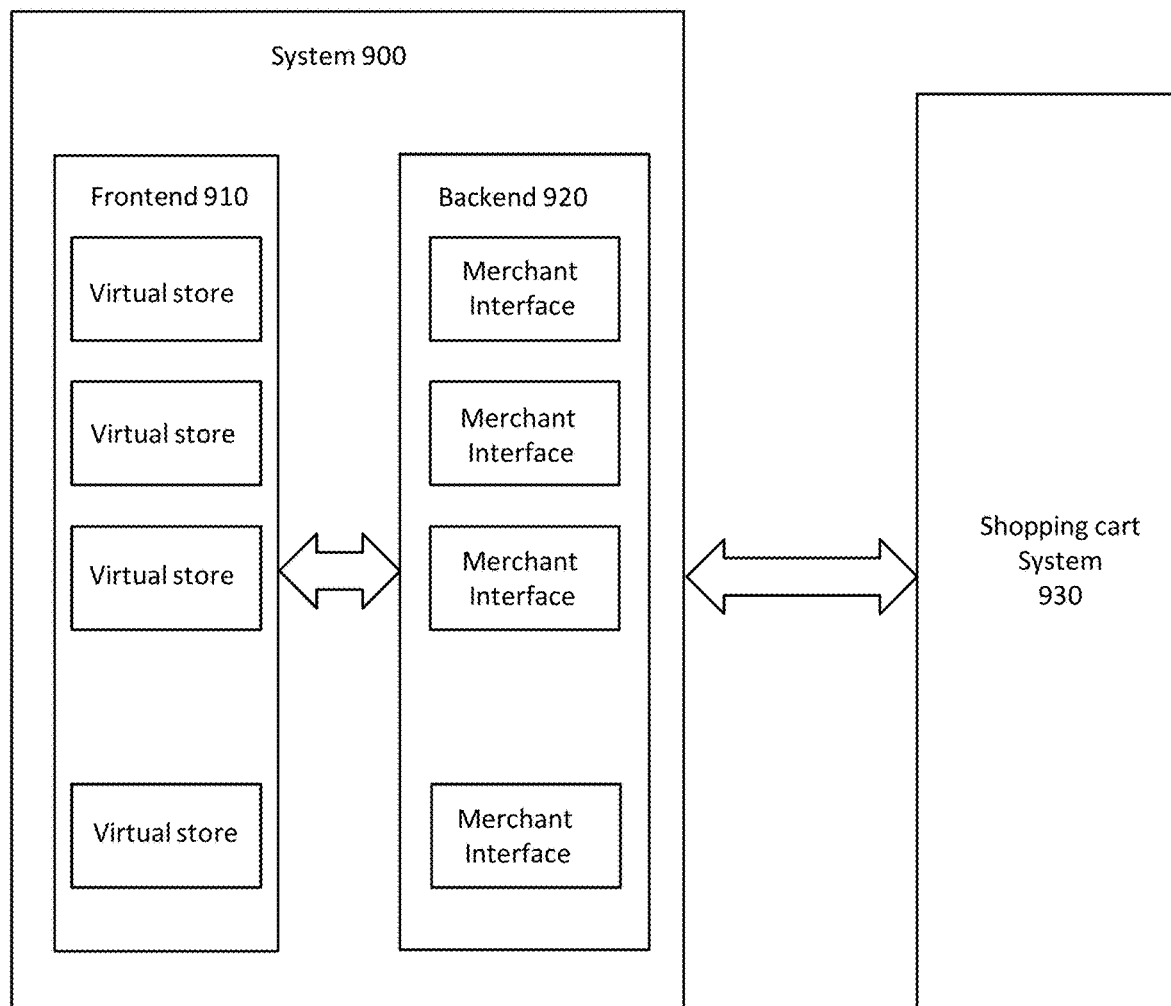 System 900
Frontend 910
Virtual store
Virtual store
Virtual store
Virtual store
Backend 920
Merchant
Interface
Merchant
Interface
Merchant
Interface
Merchant
Interface
Shopping cart
System
930